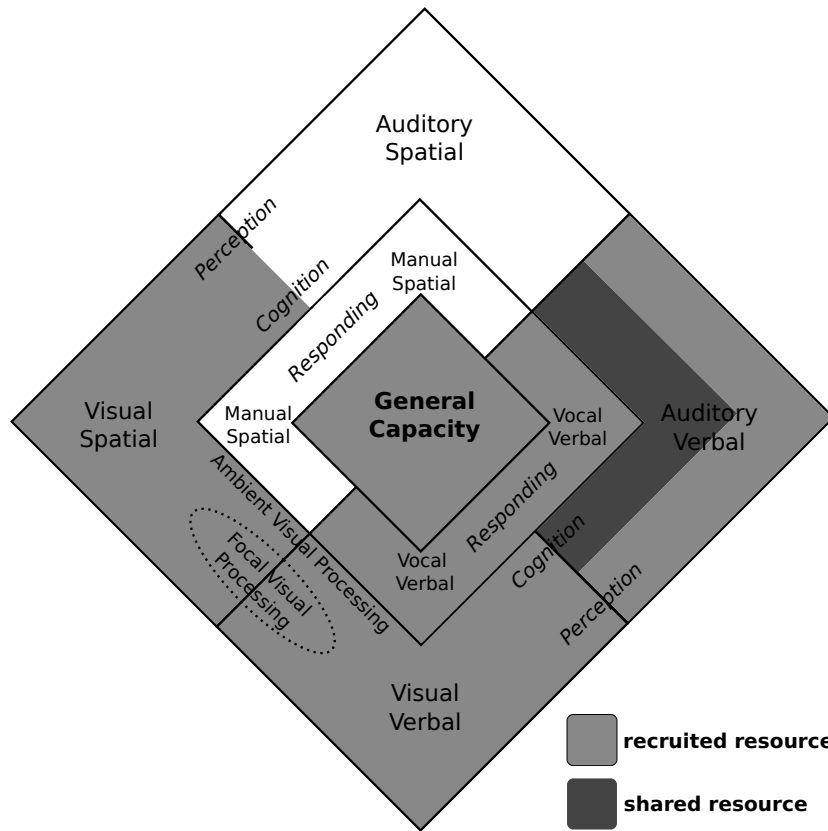 Auditory
Spatial
Perception
Cognition
Manual
Spatial
Responding
General
Capacity
Visual
Spatial
Manual
Spatial
Vocal
Verbal
Auditory
Verbal
Ambient Visual Processing
Focal Visual
Processing
Responding
Vocal
Verbal
Cognition
Perception
Visual
Verbal
recruited resource
shared resource